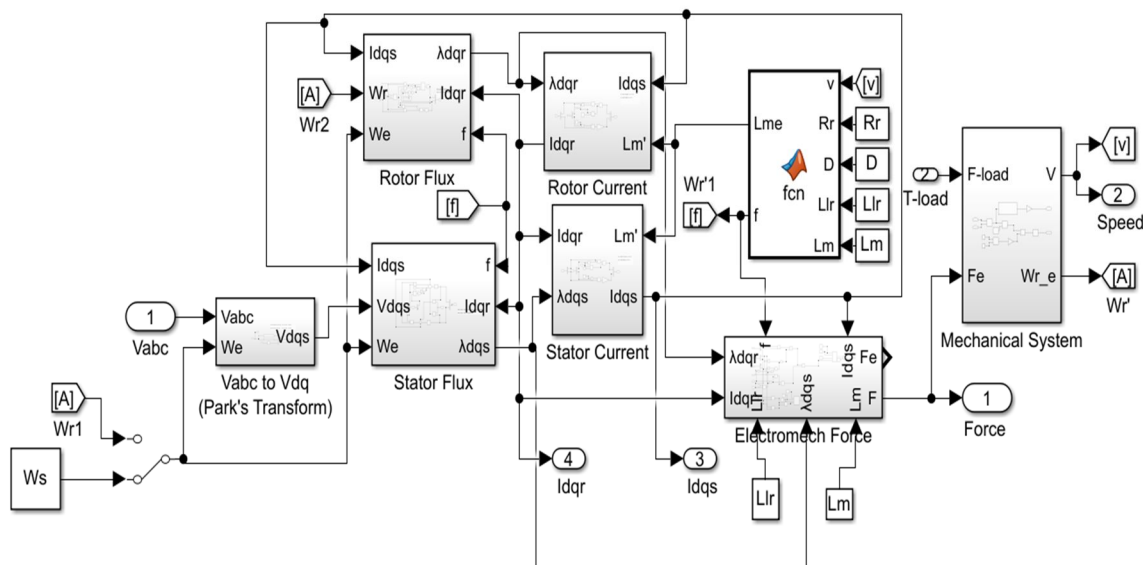 Idqs
λdqr
[A]
Wr
Idqr
Wr2
We
f
Rotor Flux
λdqr
Idqs
Idqr
Lm'
Rotor Current
[f]
v
[v]
Lme
Rr
Rr
D
D
fcn
Llr
Llr
f
Lm
Lm
Wr'1
[f]
2
T-load
F-load
V
[v]
2
Speed
Fe
Wr_e
[A]
Wr'
Mechanical System
Idqr
Lm'
λdqs
Idqs
Stator Current
Idqs
f
Vdqs
Idqr
We
λdqs
Stator Flux
1
Vabc
Vabc
We
Vdqs
Vabc to Vdq
(Park's Transform)
[A]
Wr1
Ws
f
Idqs
λdqr
Fe
Idqr
Llr
λdqs
Lm
F
Electromech Force
1
Force
4
Idqr
3
Idqs
Llr
Lm